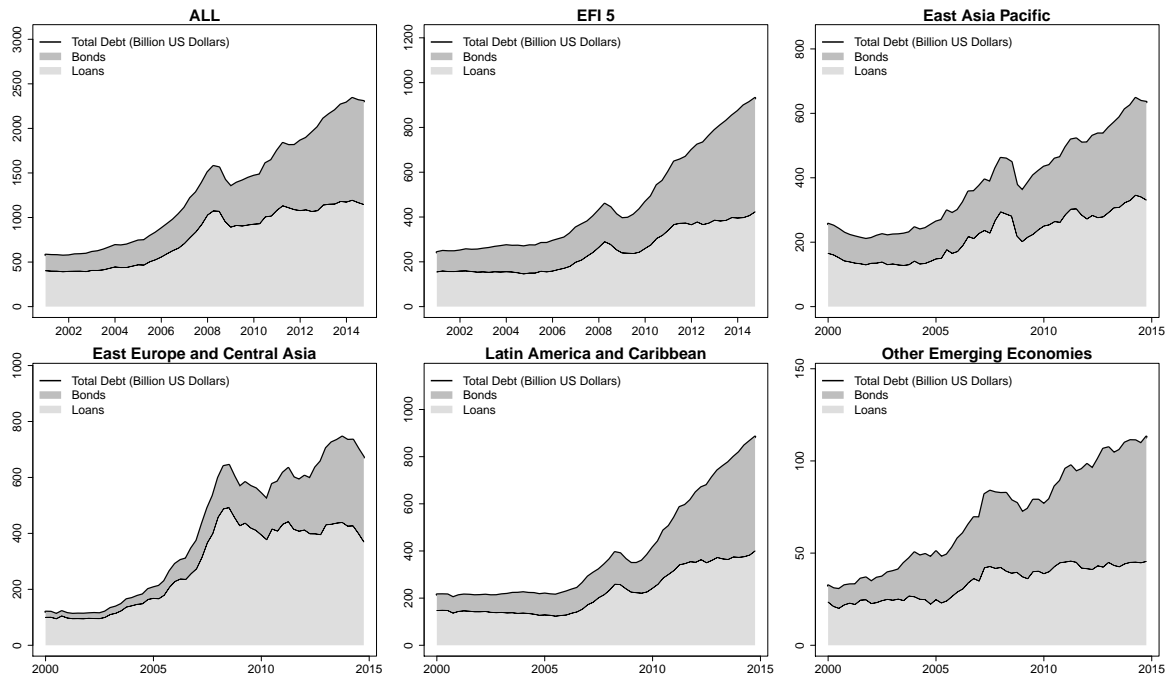 ALL
Total Debt (Billion US Dollars)
Bonds
Loans
0 500 1000 1500 2000 2500 3000
2002 2004 2006 2008 2010 2012 2014
EFI 5
Total Debt (Billion US Dollars)
Bonds
Loans
0 200 400 600 800 1000 1200
2002 2004 2006 2008 2010 2012 2014
East Asia Pacific
Total Debt (Billion US Dollars)
Bonds
Loans
0 200 400 600 800
2000 2005 2010 2015
East Europe and Central Asia
Total Debt (Billion US Dollars)
Bonds
Loans
0 200 400 600 800 1000
2000 2005 2010 2015
Latin America and Caribbean
Total Debt (Billion US Dollars)
Bonds
Loans
0 200 400 600 800 1000
2000 2005 2010 2015
Other Emerging Economies
Total Debt (Billion US Dollars)
Bonds
Loans
0 50 100 150
2000 2005 2010 2015